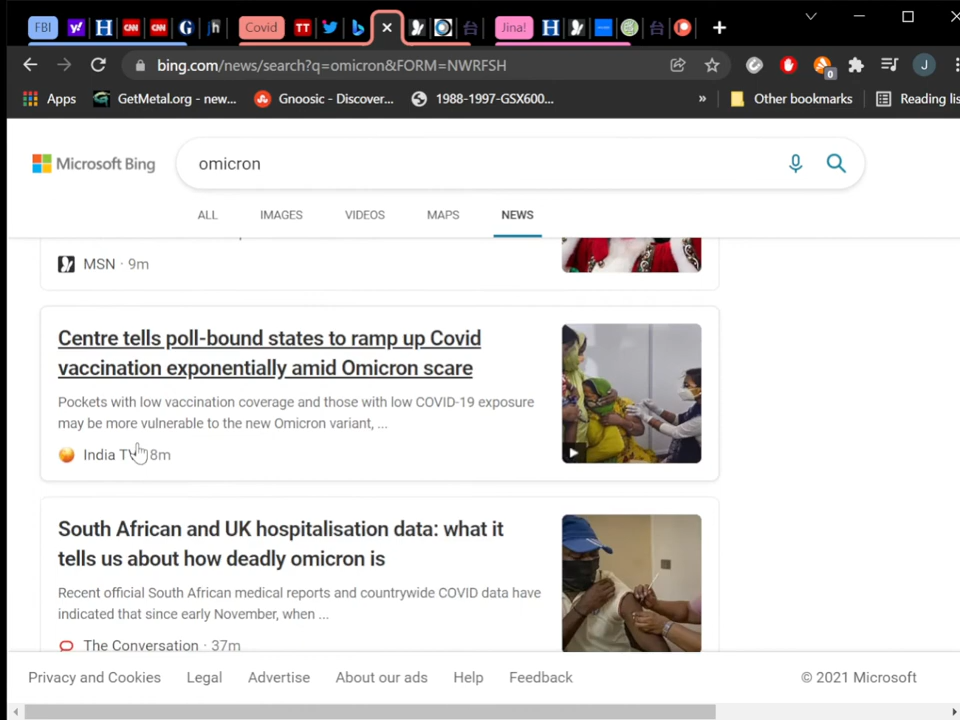 FBI
Covid
Jina!
bing.com/news/search?q=omicron&FORM=NWRFSH
J
0
Apps
GetMetal.org - new...
Gnoosic - Discover...
1988-1997-GSX600...
»
Other bookmarks
Reading lis
Microsoft Bing
omicron
ALL
IMAGES
VIDEOS
MAPS
NEWS
MSN · 9m
Centre tells poll-bound states to ramp up Covid
vaccination exponentially amid Omicron scare
Pockets with low vaccination coverage and those with low COVID-19 exposure
may be more vulnerable to the new Omicron variant, ...
India TV 8m
South African and UK hospitalisation data: what it
tells us about how deadly omicron is
Recent official South African medical reports and countrywide COVID data have
indicated that since early November, when ...
The Conversation · 37m
Privacy and Cookies
Legal
Advertise
About our ads
Help
Feedback
© 2021 Microsoft